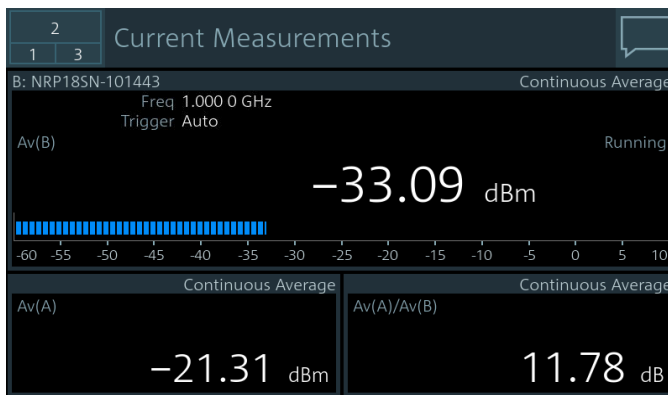 2
1 3
Current Measurements
B: NRP18SN-101443 Continuous Average
Freq 1.000 0 GHz
Trigger Auto
Av(B) Running
−33.09 dBm
-60 -55 -50 -45 -40 -35 -30 -25 -20 -15 -10 -5 0 5 10
Continuous Average
Av(A)
−21.31 dBm
Continuous Average
Av(A)/Av(B)
11.78 dB